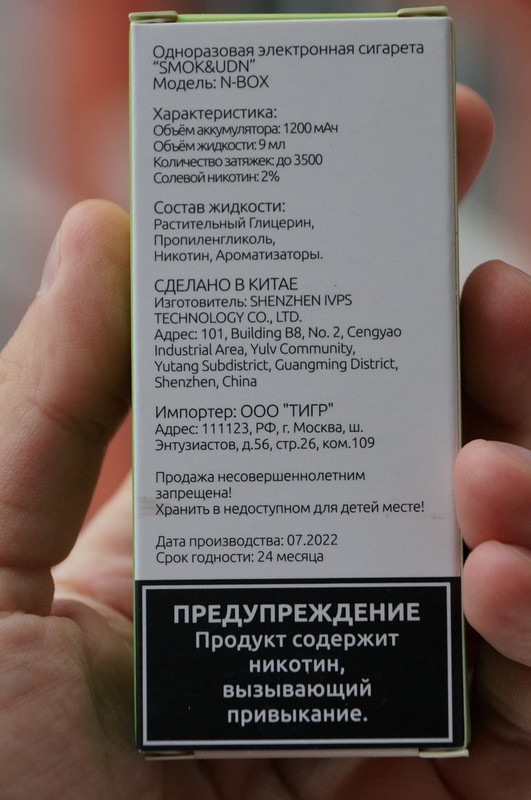 Одноразовая электронная сигарета
“SMOK&UDN”
Модель: N-BOX
Характеристика:
Объём аккумулятора: 1200 мАч
Объём жидкости: 9 мл
Количество затяжек: до 3500
Солевой никотин: 2%
Состав жидкости:
Растительный Глицерин,
Пропиленгликоль,
Никотин, Ароматизаторы.
СДЕЛАНО В КИТАЕ
Изготовитель: SHENZHEN IVPS
TECHNOLOGY CO., LTD.
Адрес: 101, Building B8, No. 2, Cengyao
Industrial Area, Yulv Community,
Yutang Subdistrict, Guangming District,
Shenzhen, China
Импортер: ООО "ТИГР"
Адрес: 111123, РФ, г. Москва, ш.
Энтузиастов, д.56, стр.26, ком.109
Продажа несовершеннолетним
запрещена!
Хранить в недоступном для детей месте!
Дата производства: 07.2022
Срок годности: 24 месяца
ПРЕДУПРЕЖДЕНИЕ
Продукт содержит
никотин,
вызывающий
привыкание.